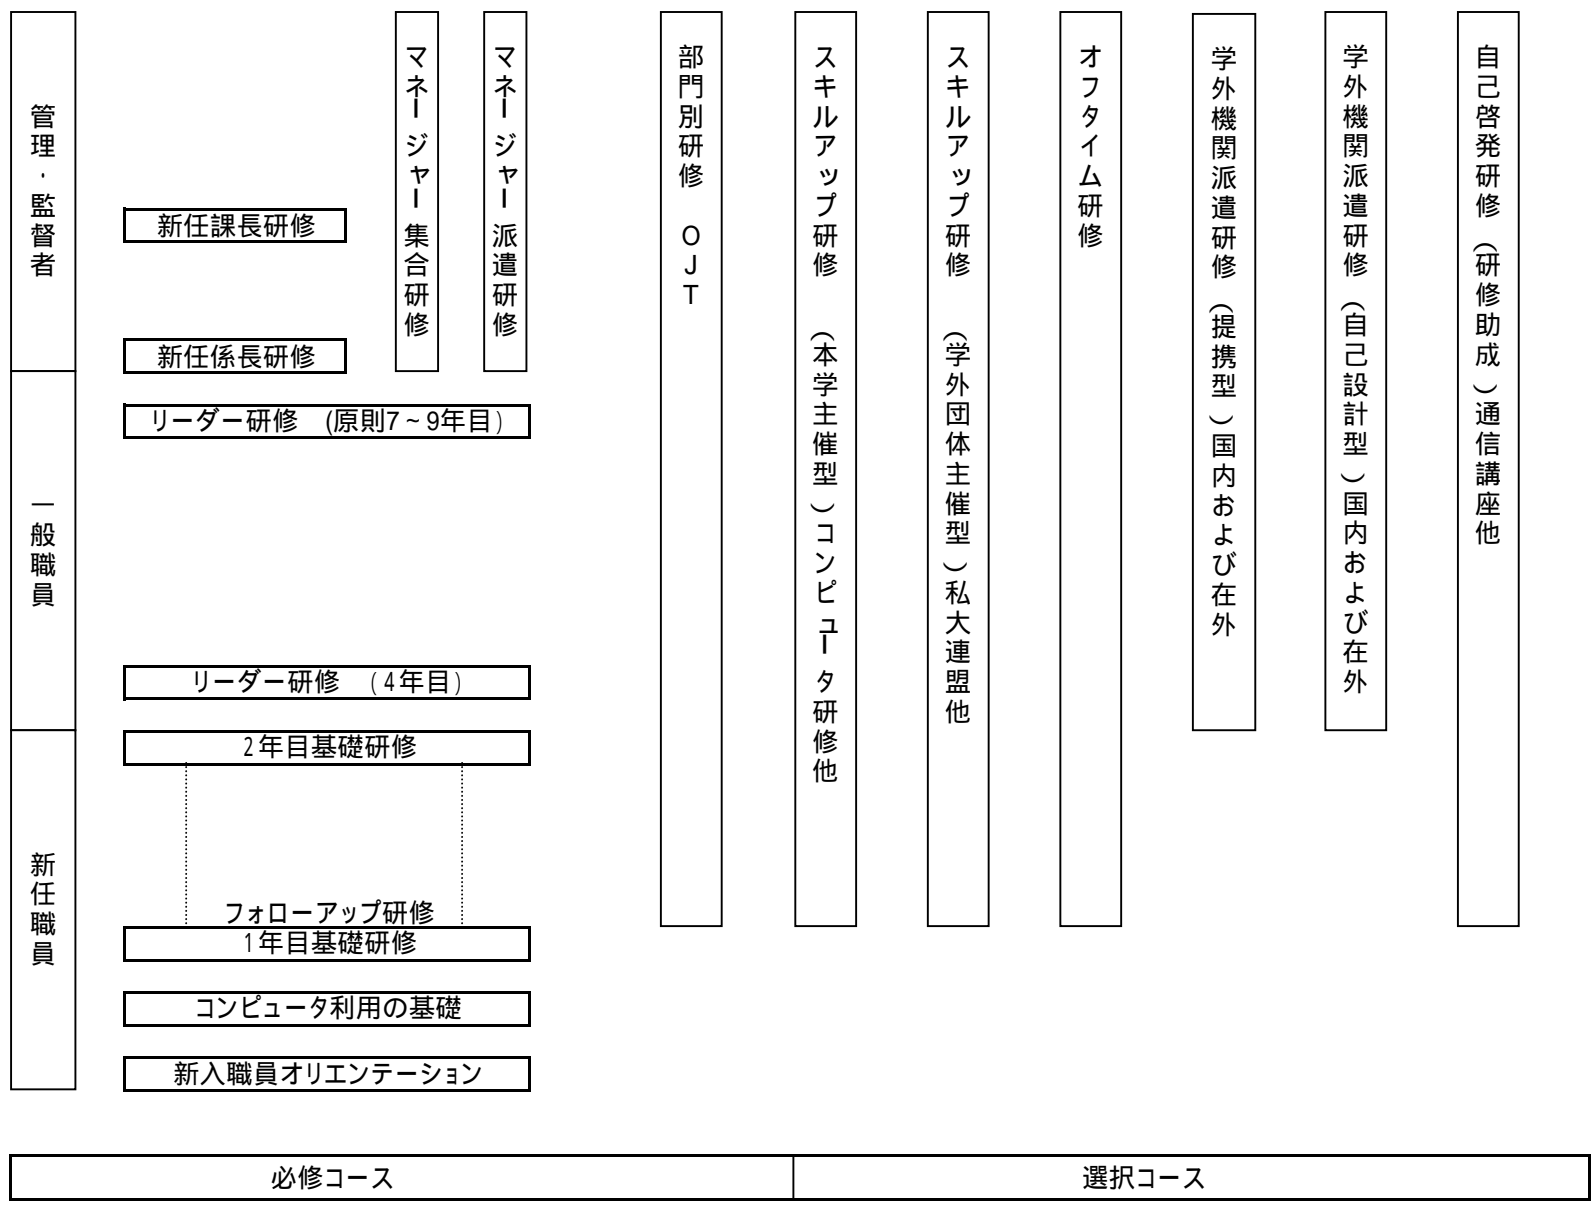 管理・監督者
一般職員
新任職員
新任課長研修
新任係長研修
マネージャー集合研修
マネージャー派遣研修
リーダー研修　(原則7～9年目)
リーダー研修　(4年目)
2年目基礎研修
フォローアップ研修
1年目基礎研修
コンピュータ利用の基礎
新入職員オリエンテーション
部門別研修　OJT
スキルアップ研修　(本学主催型)コンピュータ研修他
スキルアップ研修　(学外団体主催型)私大連盟他
オフタイム研修
学外機関派遣研修(提携型)国内および在外
学外機関派遣研修(自己設計型)国内および在外
自己啓発研修(研修助成)通信講座他
必修コース
選択コース